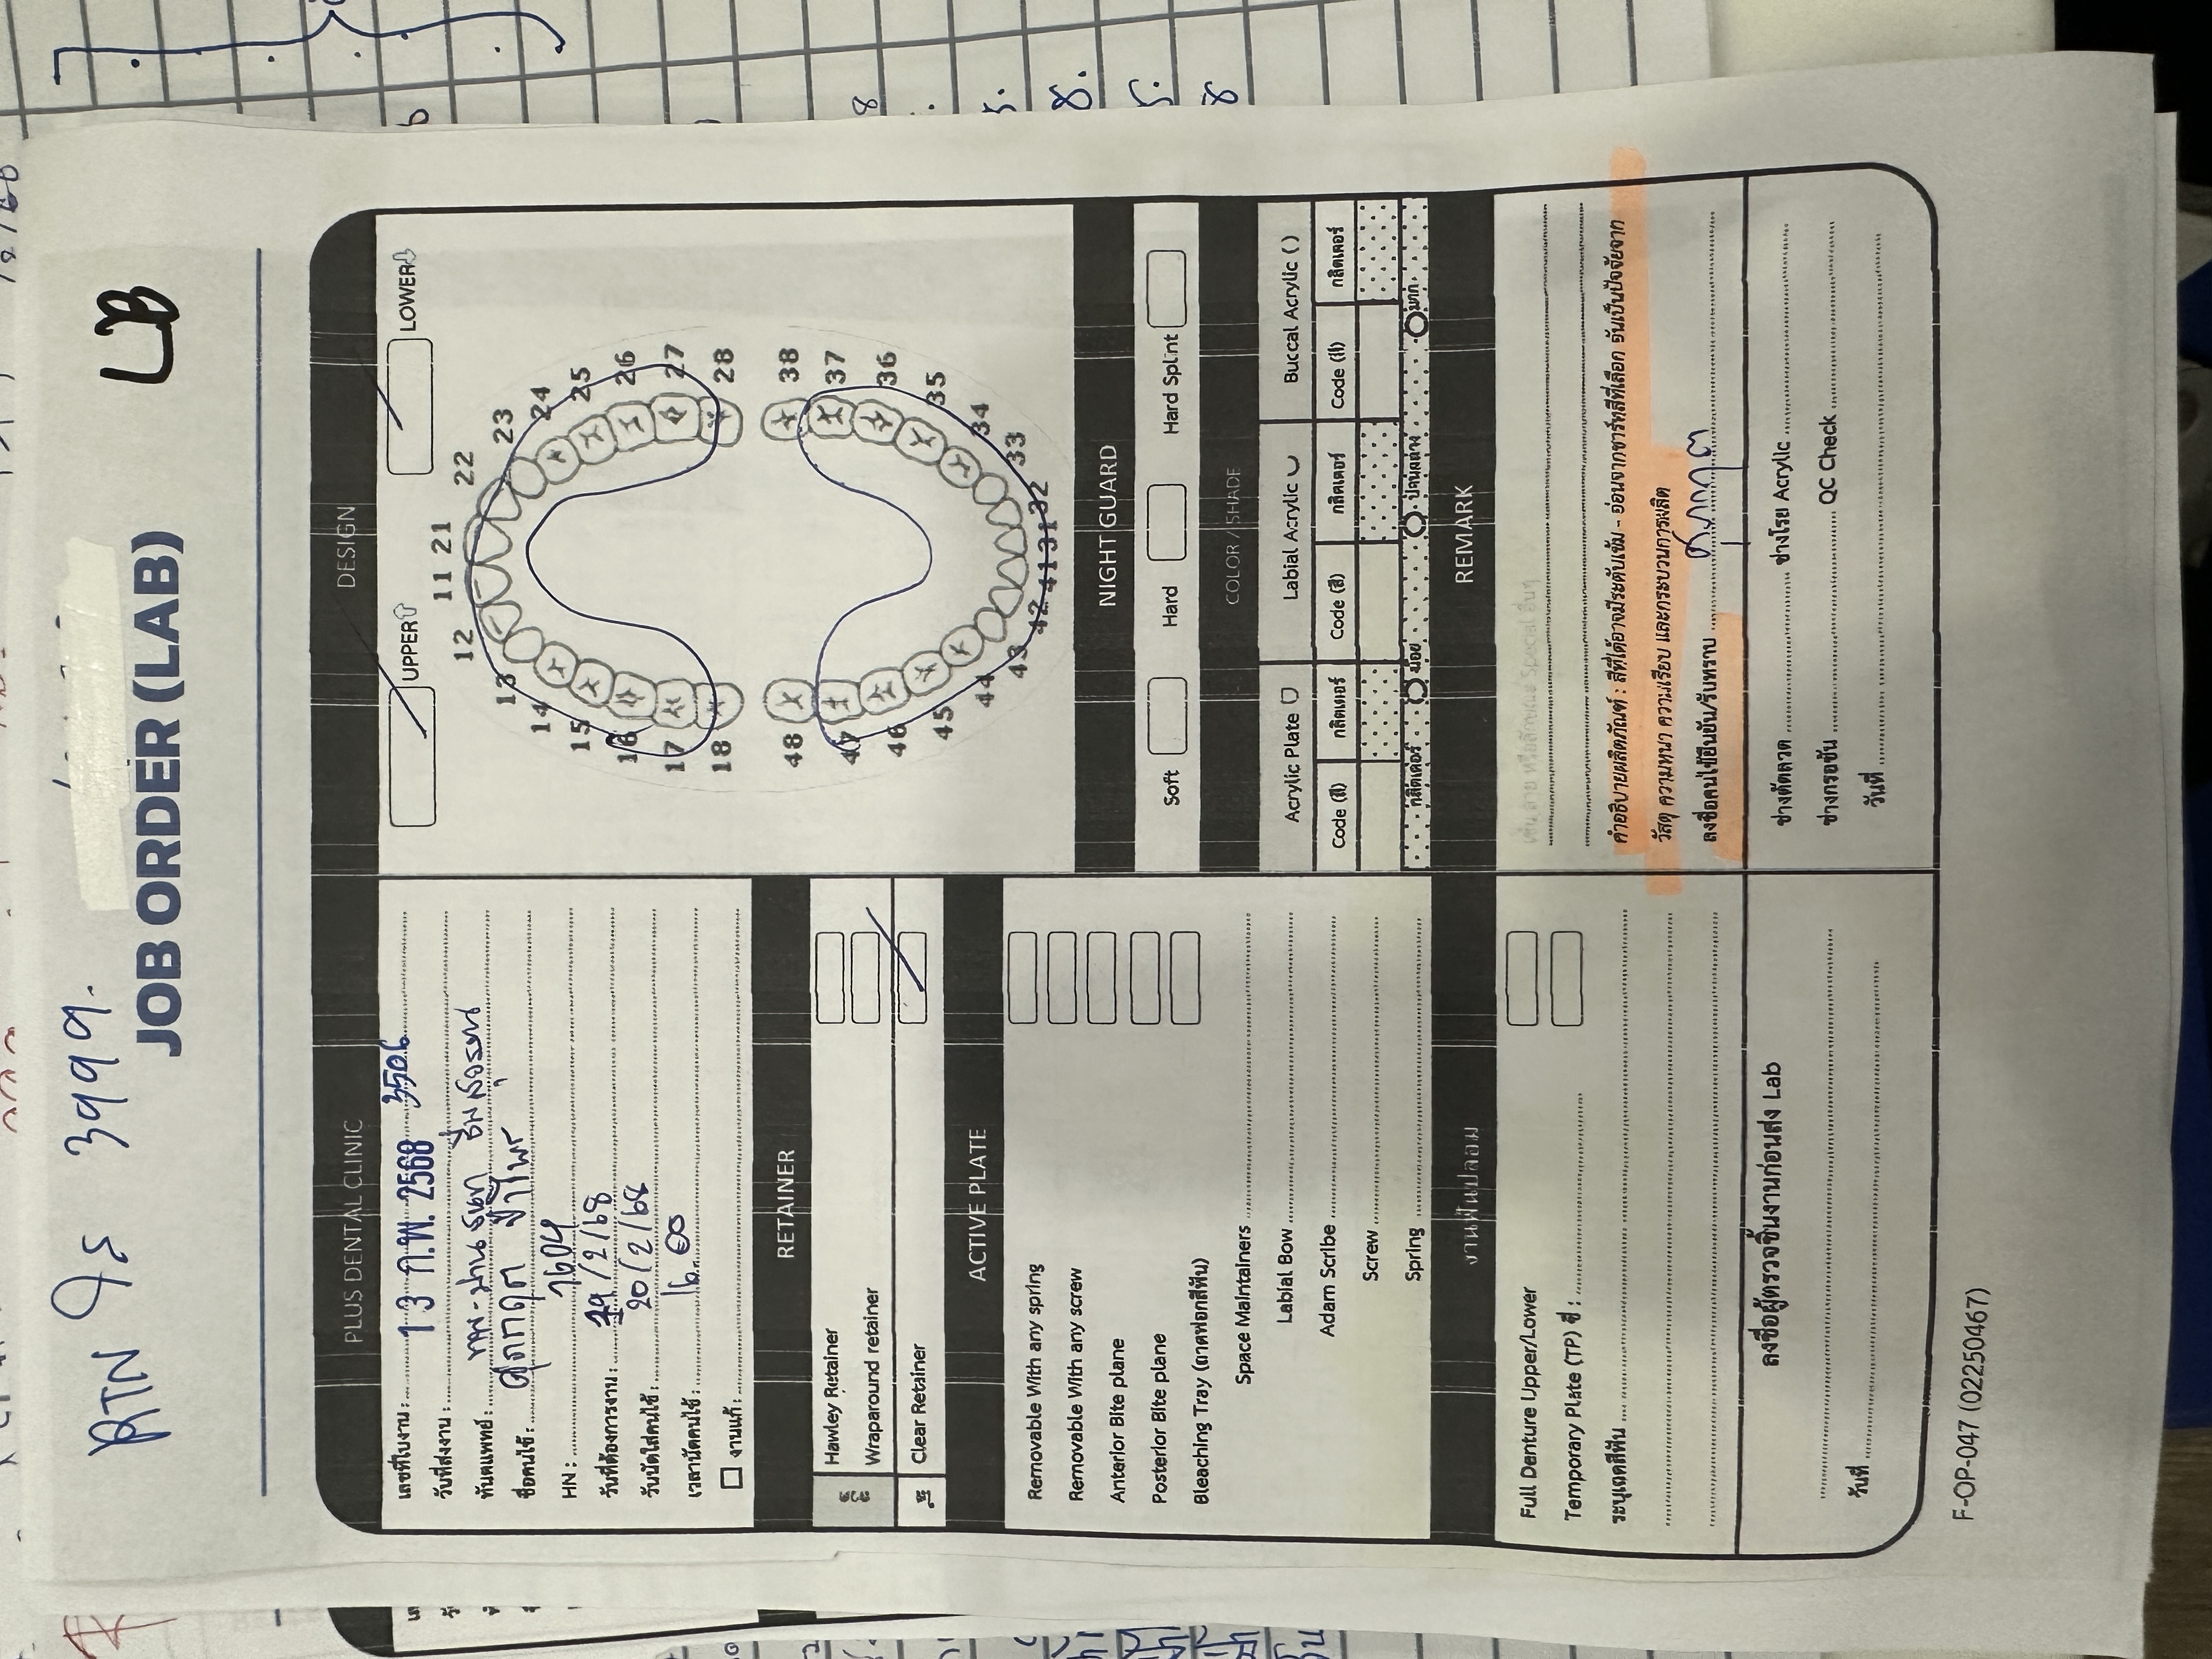 RTN ใส 3999.
LB
JOB ORDER (LAB)
PLUS DENTAL CLINIC
เลขที่ใบงาน : 3506
13 ก.พ. 2568
วันที่ส่งงาน :
ทันตแพทย์ :
ชื่อคนไข้ : ศุภกฤต
HN : 7604
วันที่ต้องการงาน : 19/2/68
วันนัดใส่คนไข้ : 20/2/68
เวลานัดคนไข้ : 16.00
งานแก้ :
RETAINER
ลวด
Hawley Retainer
Wraparound retainer
ใส
Clear Retainer
ACTIVE PLATE
Removable With any spring
Removable With any screw
Anterior Bite plane
Posterior Bite plane
Bleaching Tray (ถาดฟอกสีฟัน)
Space Maintainers
Labial Bow
Adam Scribe
Screw
Spring
งานฟันปลอม
Full Denture Upper/Lower
Temporary Plate (TP) ซี่ :
ระบุเฉดสีฟัน
ลงชื่อผู้ตรวจชิ้นงานก่อนส่ง Lab
วันที่
DESIGN
UPPER LOWER
11 21
12 22
13 23
14 24
15 25
16 26
17 27
18 28
48 38
47 37
46 36
45 35
44 34
43 33
42 41 31 32
NIGHT GUARD
Soft Hard Hard Splint
COLOR / SHADE
Acrylic Plate Labial Acrylic Buccal Acrylic ( )
Code (สี) กลิตเตอร์ Code (สี) กลิตเตอร์ Code (สี) กลิตเตอร์
กลิตเตอร์ น้อย ปานกลาง มาก
REMARK
เช่น ลาย หรือลักษณะ Special อื่นๆ
คำอธิบายผลิตภัณฑ์ : สีที่ได้อาจมีระดับเข้ม - อ่อนจากชาร์ทสีที่เลือก อันเป็นปัจจัยจาก
วัสดุ ความหนา ความเรียบ และกระบวนการผลิต
ลงชื่อคนไข้ยืนยัน/รับทราบ ศุภกฤต
ช่างดัดลวด ช่างโรย Acrylic
ช่างกรอขัน QC Check
วันที่
F-OP-047 (02250467)